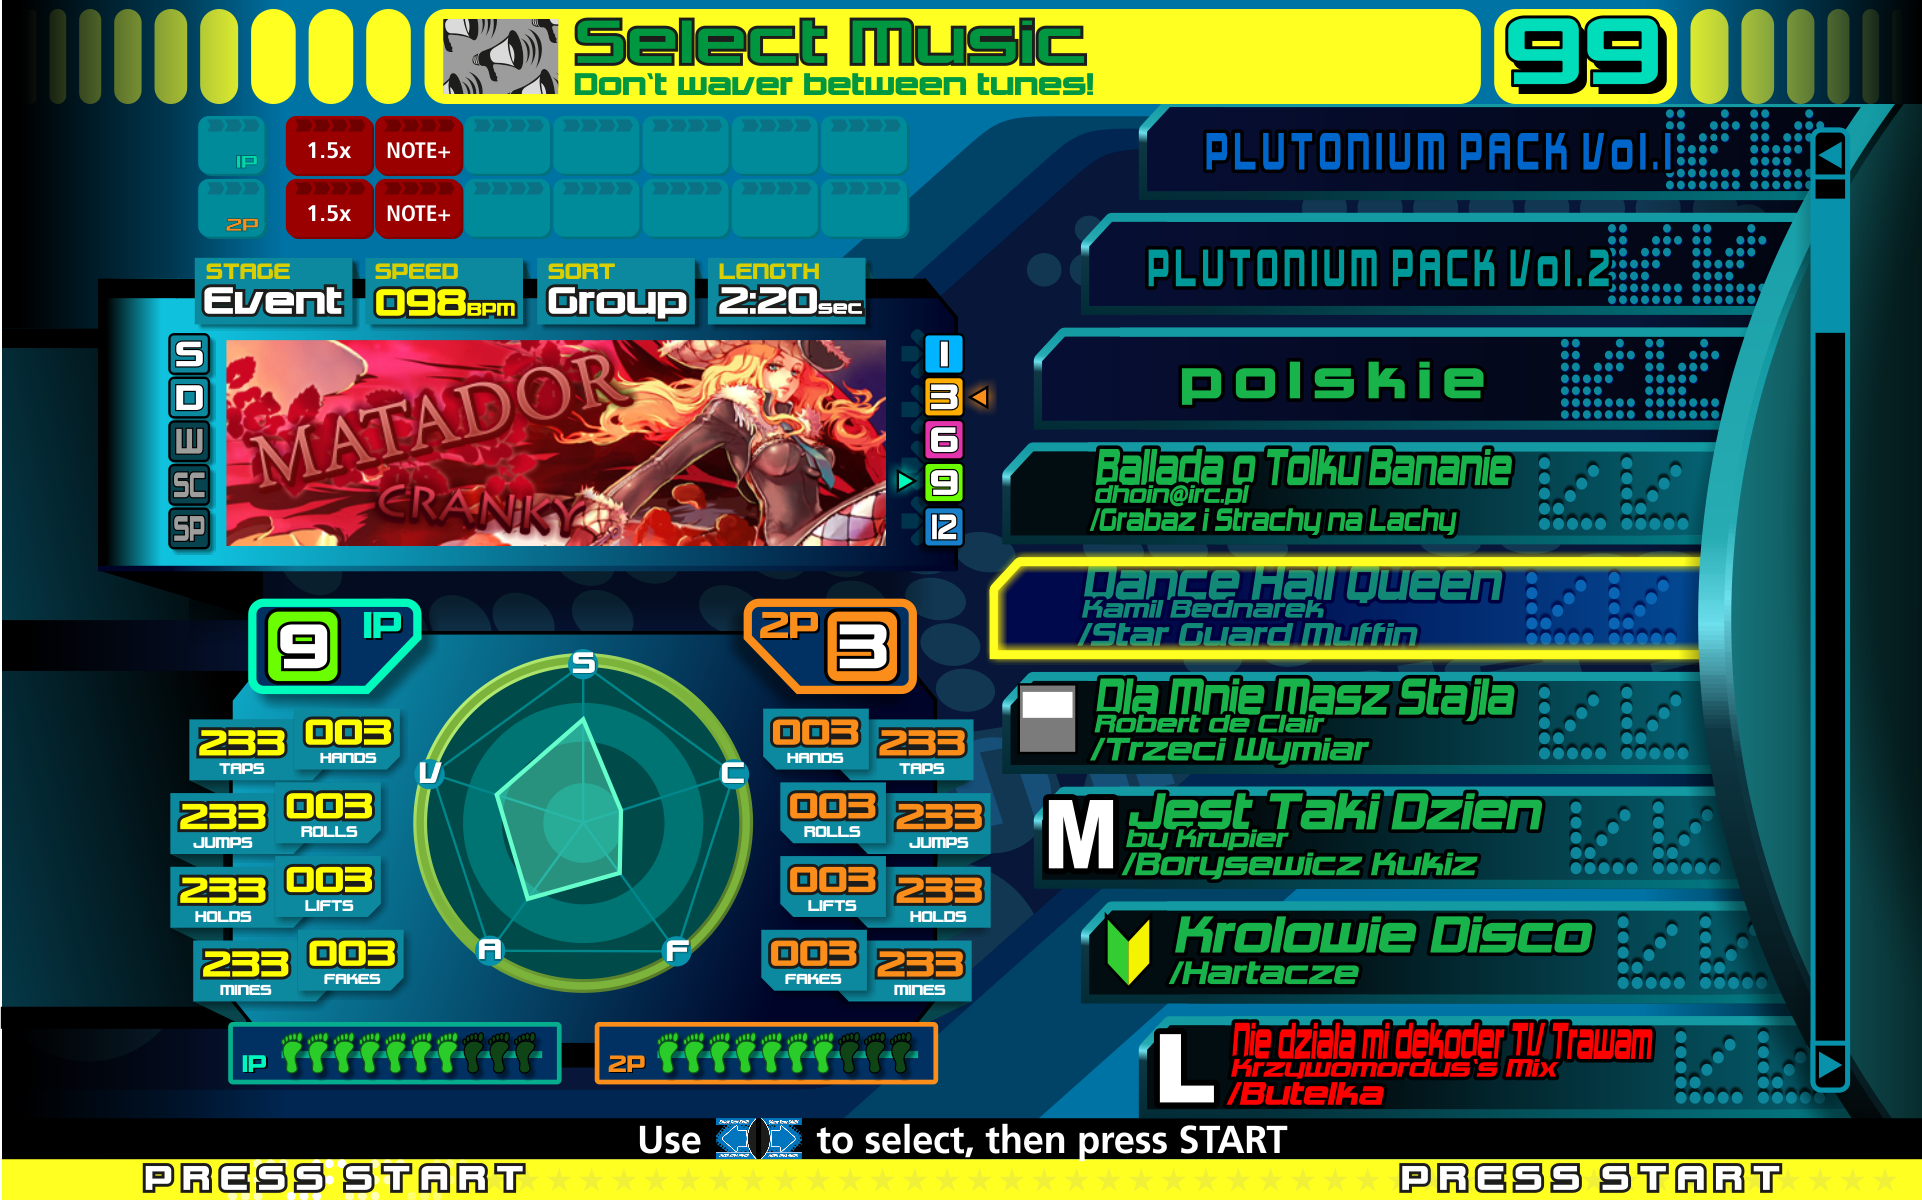 Select Music
Don't waver between tunes!
99
1P
1.5x
NOTE+
2P
1.5x
NOTE+
STAGE
Event
SPEED
098BPM
SORT
Group
LENGTH
2:20sec
S
D
W
SC
SP
MATADOR
CRANKY
1
3
6
9
12
9 1P
2P 3
233
TAPS
003
HANDS
233
JUMPS
003
ROLLS
233
HOLDS
003
LIFTS
233
MINES
003
FAKES
S
V
C
A
F
003
HANDS
233
TAPS
003
ROLLS
233
JUMPS
003
LIFTS
233
HOLDS
003
FAKES
233
MINES
1P
2P
PLUTONIUM PACK Vol.1
PLUTONIUM PACK Vol.2
polskie
Ballada o Tolku Bananie
dhoin@irc.pl
/Grabaz i Strachy na Lachy
Dance Hall Queen
Kamil Bednarek
/Star Guard Muffin
Dla Mnie Masz Stajla
Robert de Clair
/Trzeci Wymiar
M
Jest Taki Dzien
by Krupier
/Borysewicz Kukiz
Krolowie Disco
/Hartacze
L
Nie dziala mi dekoder TV Trawam
Krzywomordus's Mix
/Butelka
Use to select, then press START
PRESS START
PRESS START